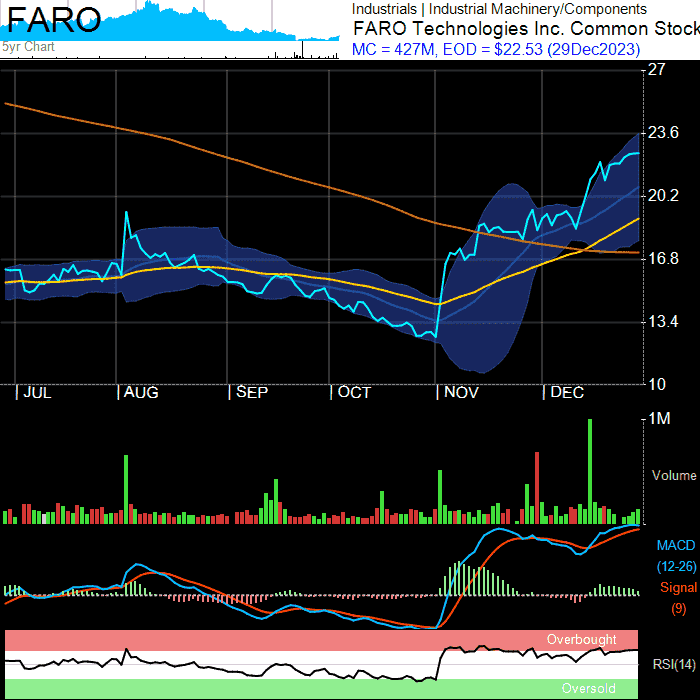 FARO
5yr Chart
Industrials | Industrial Machinery/Components
FARO Technologies Inc. Common Stock
MC = 427M, EOD = $22.53 (29Dec2023)
27
23.6
20.2
16.8
13.4
10
| JUL | AUG | SEP | OCT | NOV | DEC
1M
Volume
MACD
(12-26)
Signal
(9)
Overbought
RSI(14)
Oversold